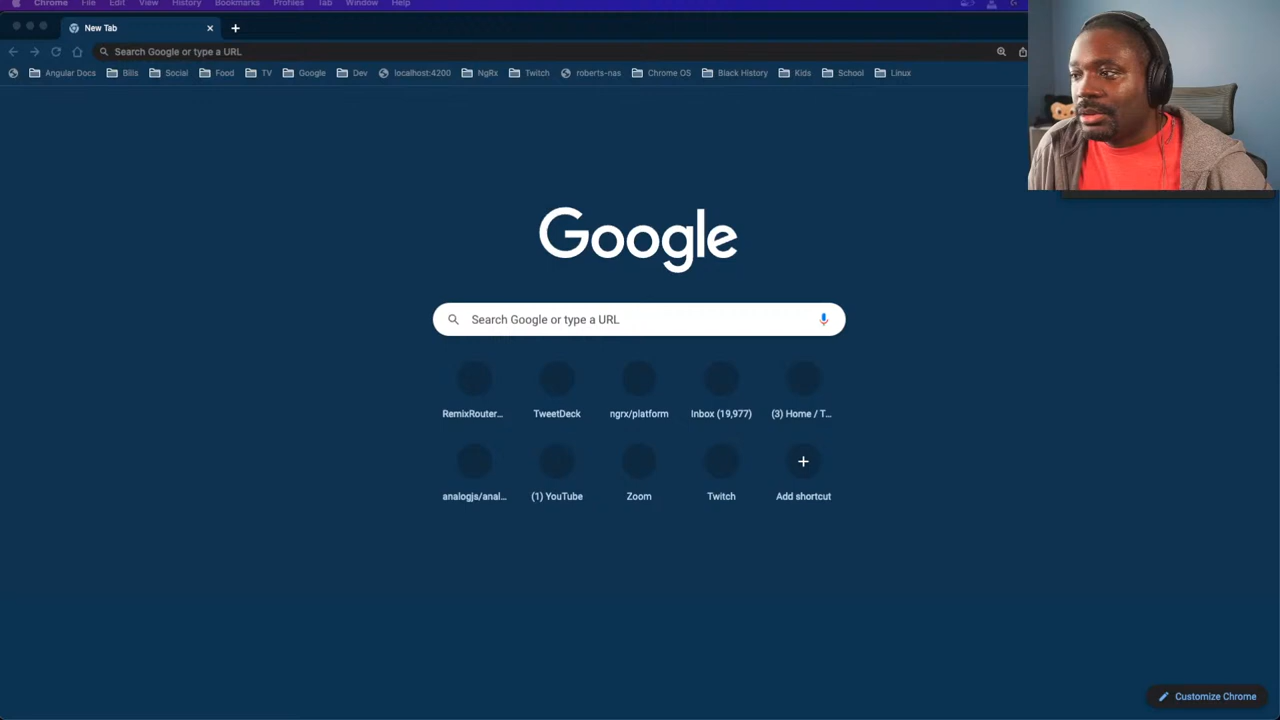 Chrome File Edit View History Bookmarks Profiles Tab Window Help
New Tab
Search Google or type a URL
Angular Docs Bills Social Food TV Google Dev localhost:4200 NgRx Twitch roberts-nas Chrome OS Black History Kids School Linux
Google
Search Google or type a URL
RemixRouter... TweetDeck ngrx/platform Inbox (19,977) (3) Home / T...
analogjs/anal... (1) YouTube Zoom Twitch Add shortcut
Customize Chrome